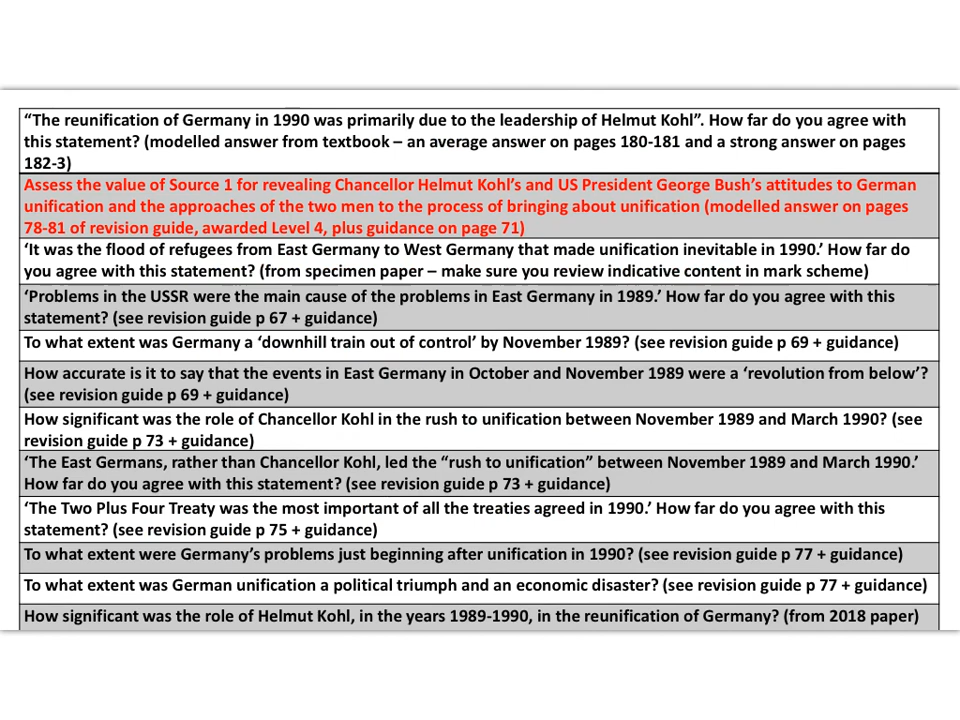 “The reunification of Germany in 1990 was primarily due to the leadership of Helmut Kohl”. How far do you agree with
this statement? (modelled answer from textbook – an average answer on pages 180-181 and a strong answer on pages
182-3)
Assess the value of Source 1 for revealing Chancellor Helmut Kohl’s and US President George Bush’s attitudes to German
unification and the approaches of the two men to the process of bringing about unification (modelled answer on pages
78-81 of revision guide, awarded Level 4, plus guidance on page 71)
‘It was the flood of refugees from East Germany to West Germany that made unification inevitable in 1990.’ How far do
you agree with this statement? (from specimen paper – make sure you review indicative content in mark scheme)
‘Problems in the USSR were the main cause of the problems in East Germany in 1989.’ How far do you agree with this
statement? (see revision guide p 67 + guidance)
To what extent was Germany a ‘downhill train out of control’ by November 1989? (see revision guide p 69 + guidance)
How accurate is it to say that the events in East Germany in October and November 1989 were a ‘revolution from below’?
(see revision guide p 69 + guidance)
How significant was the role of Chancellor Kohl in the rush to unification between November 1989 and March 1990? (see
revision guide p 73 + guidance)
‘The East Germans, rather than Chancellor Kohl, led the “rush to unification” between November 1989 and March 1990.’
How far do you agree with this statement? (see revision guide p 73 + guidance)
‘The Two Plus Four Treaty was the most important of all the treaties agreed in 1990.’ How far do you agree with this
statement? (see revision guide p 75 + guidance)
To what extent were Germany’s problems just beginning after unification in 1990? (see revision guide p 77 + guidance)
To what extent was German unification a political triumph and an economic disaster? (see revision guide p 77 + guidance)
How significant was the role of Helmut Kohl, in the years 1989-1990, in the reunification of Germany? (from 2018 paper)